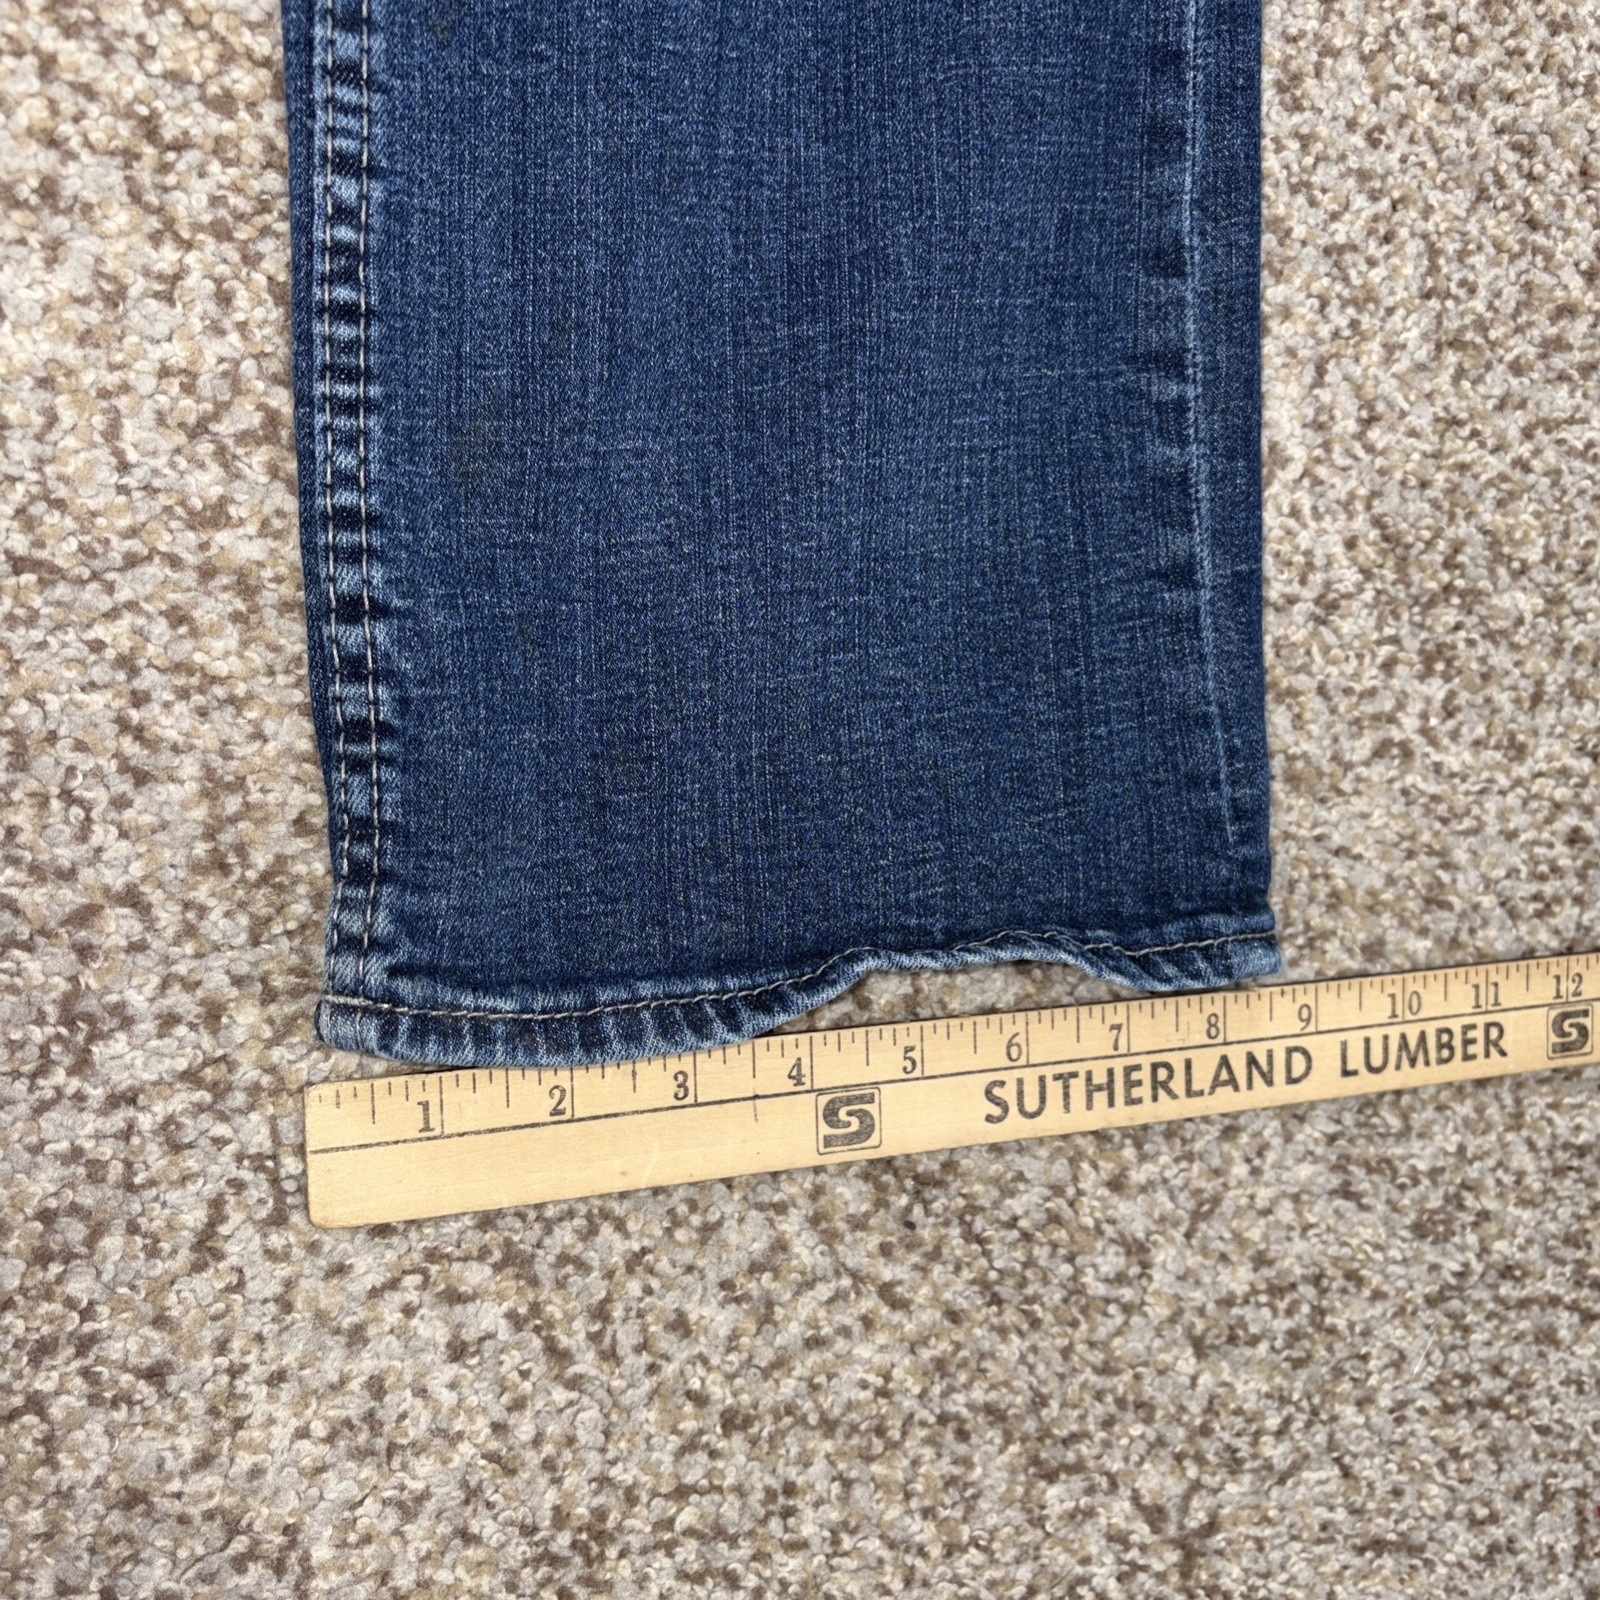 1 2 3 4 5 6 7 8 9 10 11 12
S SUTHERLAND LUMBER S